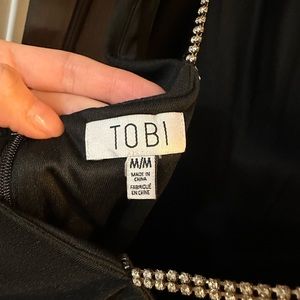 TOBI
M/M
MADE IN
CHINA
FABRIQUÉ
EN CHINE